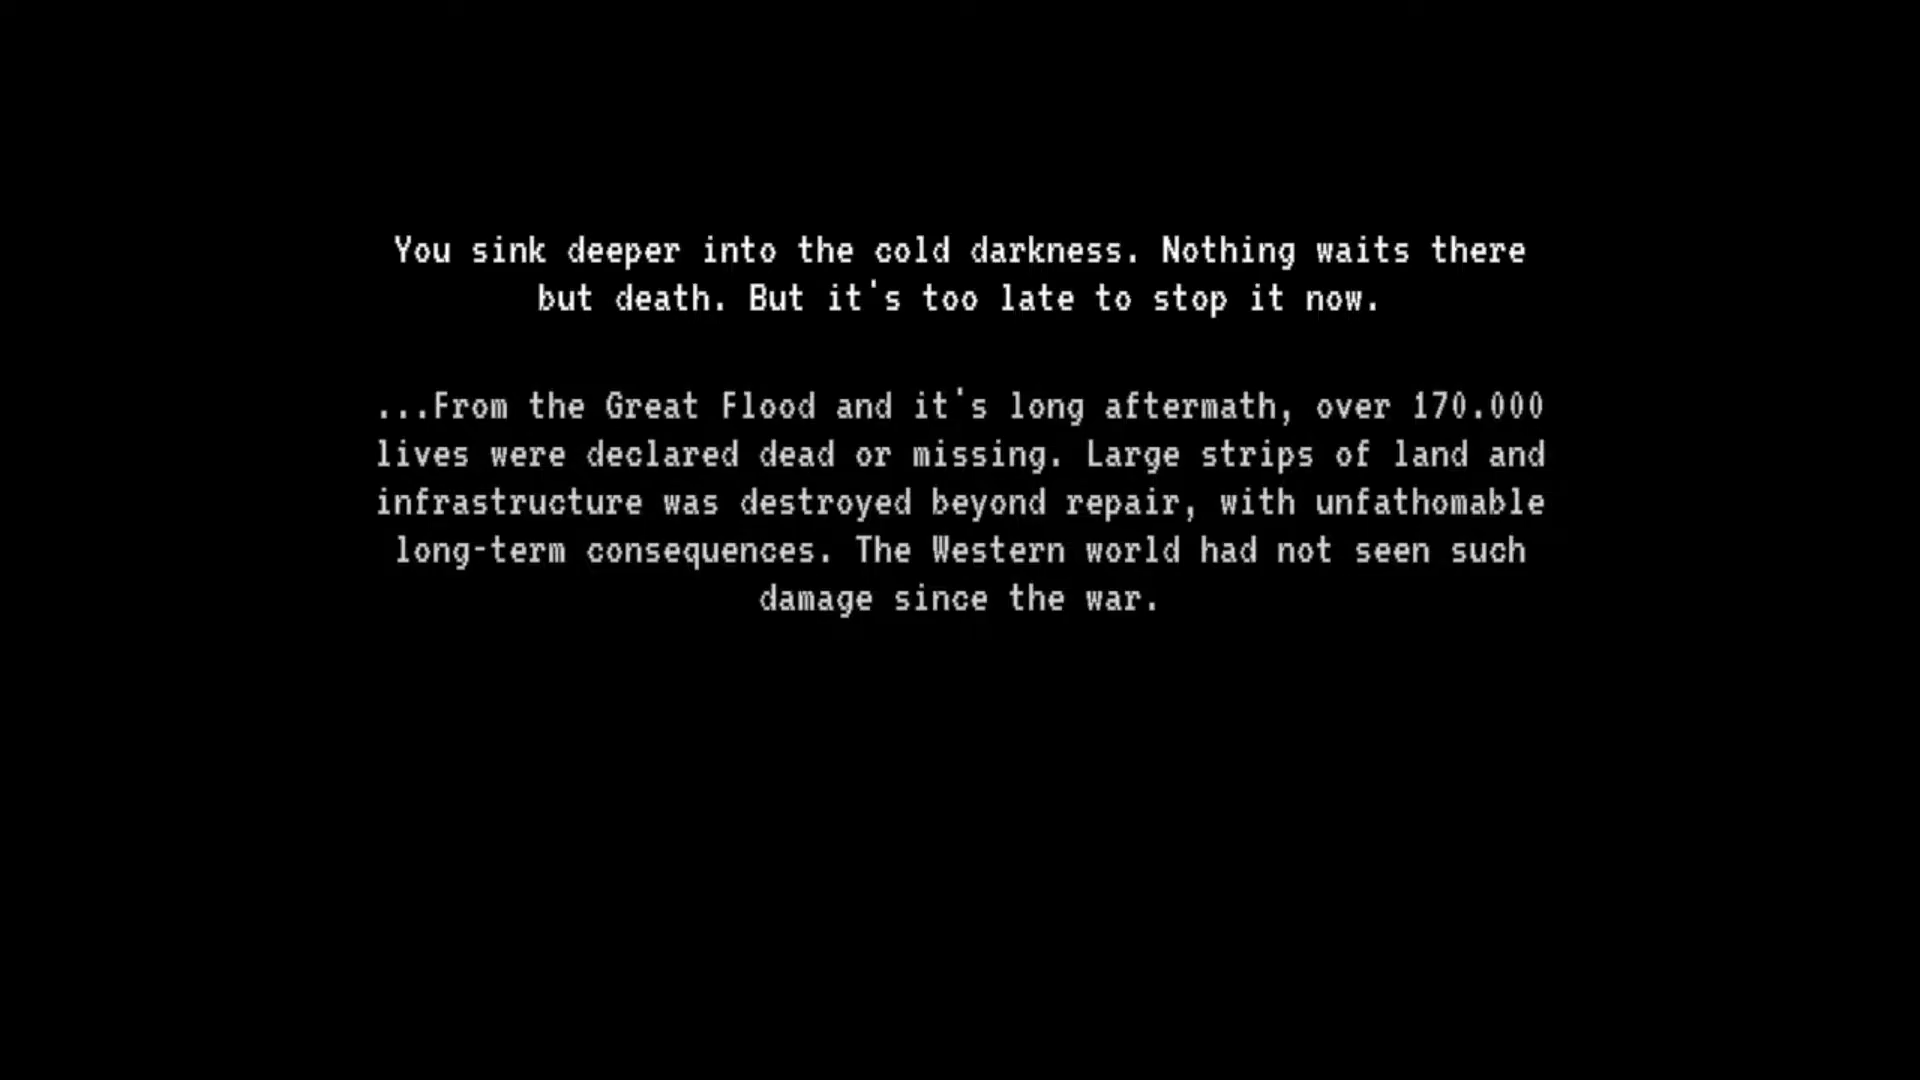 You sink deeper into the cold darkness. Nothing waits there
but death. But it's too late to stop it now.
...From the Great Flood and it's long aftermath, over 170.000
lives were declared dead or missing. Large strips of land and
infrastructure was destroyed beyond repair, with unfathomable
long-term consequences. The Western world had not seen such
damage since the war.